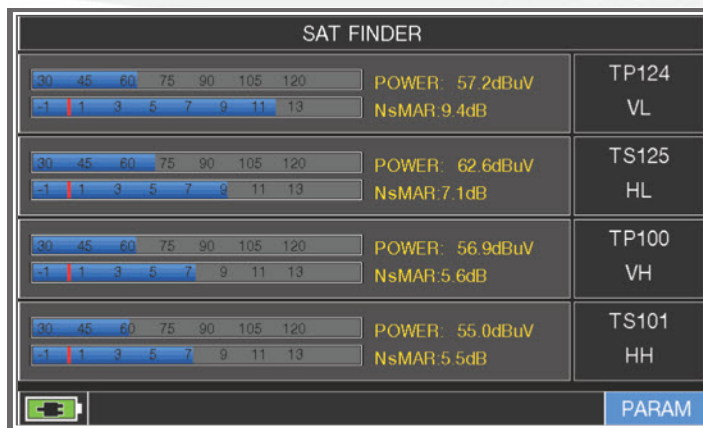 SAT FINDER
30 45 60 75 90 105 120
POWER: 57.2dBuV
-1 1 3 5 7 9 11 13
NsMAR:9.4dB
TP124
VL
30 45 60 75 90 105 120
POWER: 62.6dBuV
-1 1 3 5 7 9 11 13
NsMAR:7.1dB
TS125
HL
30 45 60 75 90 105 120
POWER: 56.9dBuV
-1 1 3 5 7 9 11 13
NsMAR:5.6dB
TP100
VH
30 45 60 75 90 105 120
POWER: 55.0dBuV
-1 1 3 5 7 9 11 13
NsMAR:5.5dB
TS101
HH
PARAM